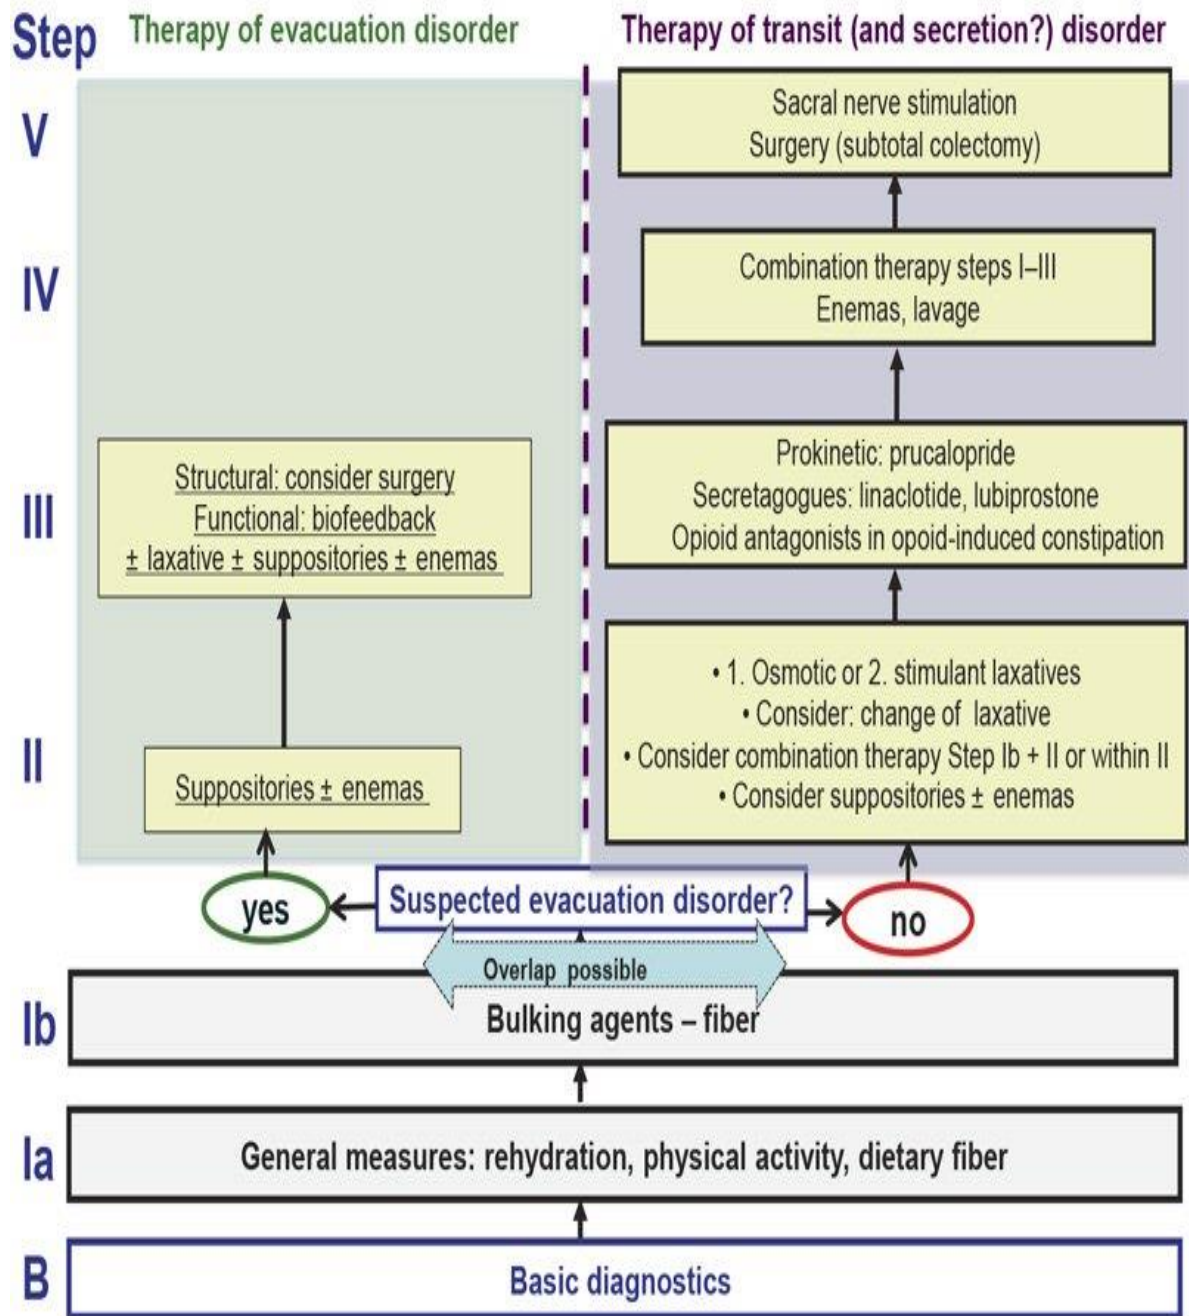 Step
Therapy of evacuation disorder
Therapy of transit (and secretion?) disorder
V
Sacral nerve stimulation
Surgery (subtotal colectomy)
IV
Combination therapy steps I–III
Enemas, lavage
III
Structural: consider surgery
Functional: biofeedback
± laxative ± suppositories ± enemas
Prokinetic: prucalopride
Secretagogues: linaclotide, lubiprostone
Opioid antagonists in opoid-induced constipation
II
Suppositories ± enemas
• 1. Osmotic or 2. stimulant laxatives
• Consider: change of laxative
• Consider combination therapy Step Ib + II or within II
• Consider suppositories ± enemas
yes
Suspected evacuation disorder?
no
Overlap possible
Ib
Bulking agents – fiber
Ia
General measures: rehydration, physical activity, dietary fiber
B
Basic diagnostics